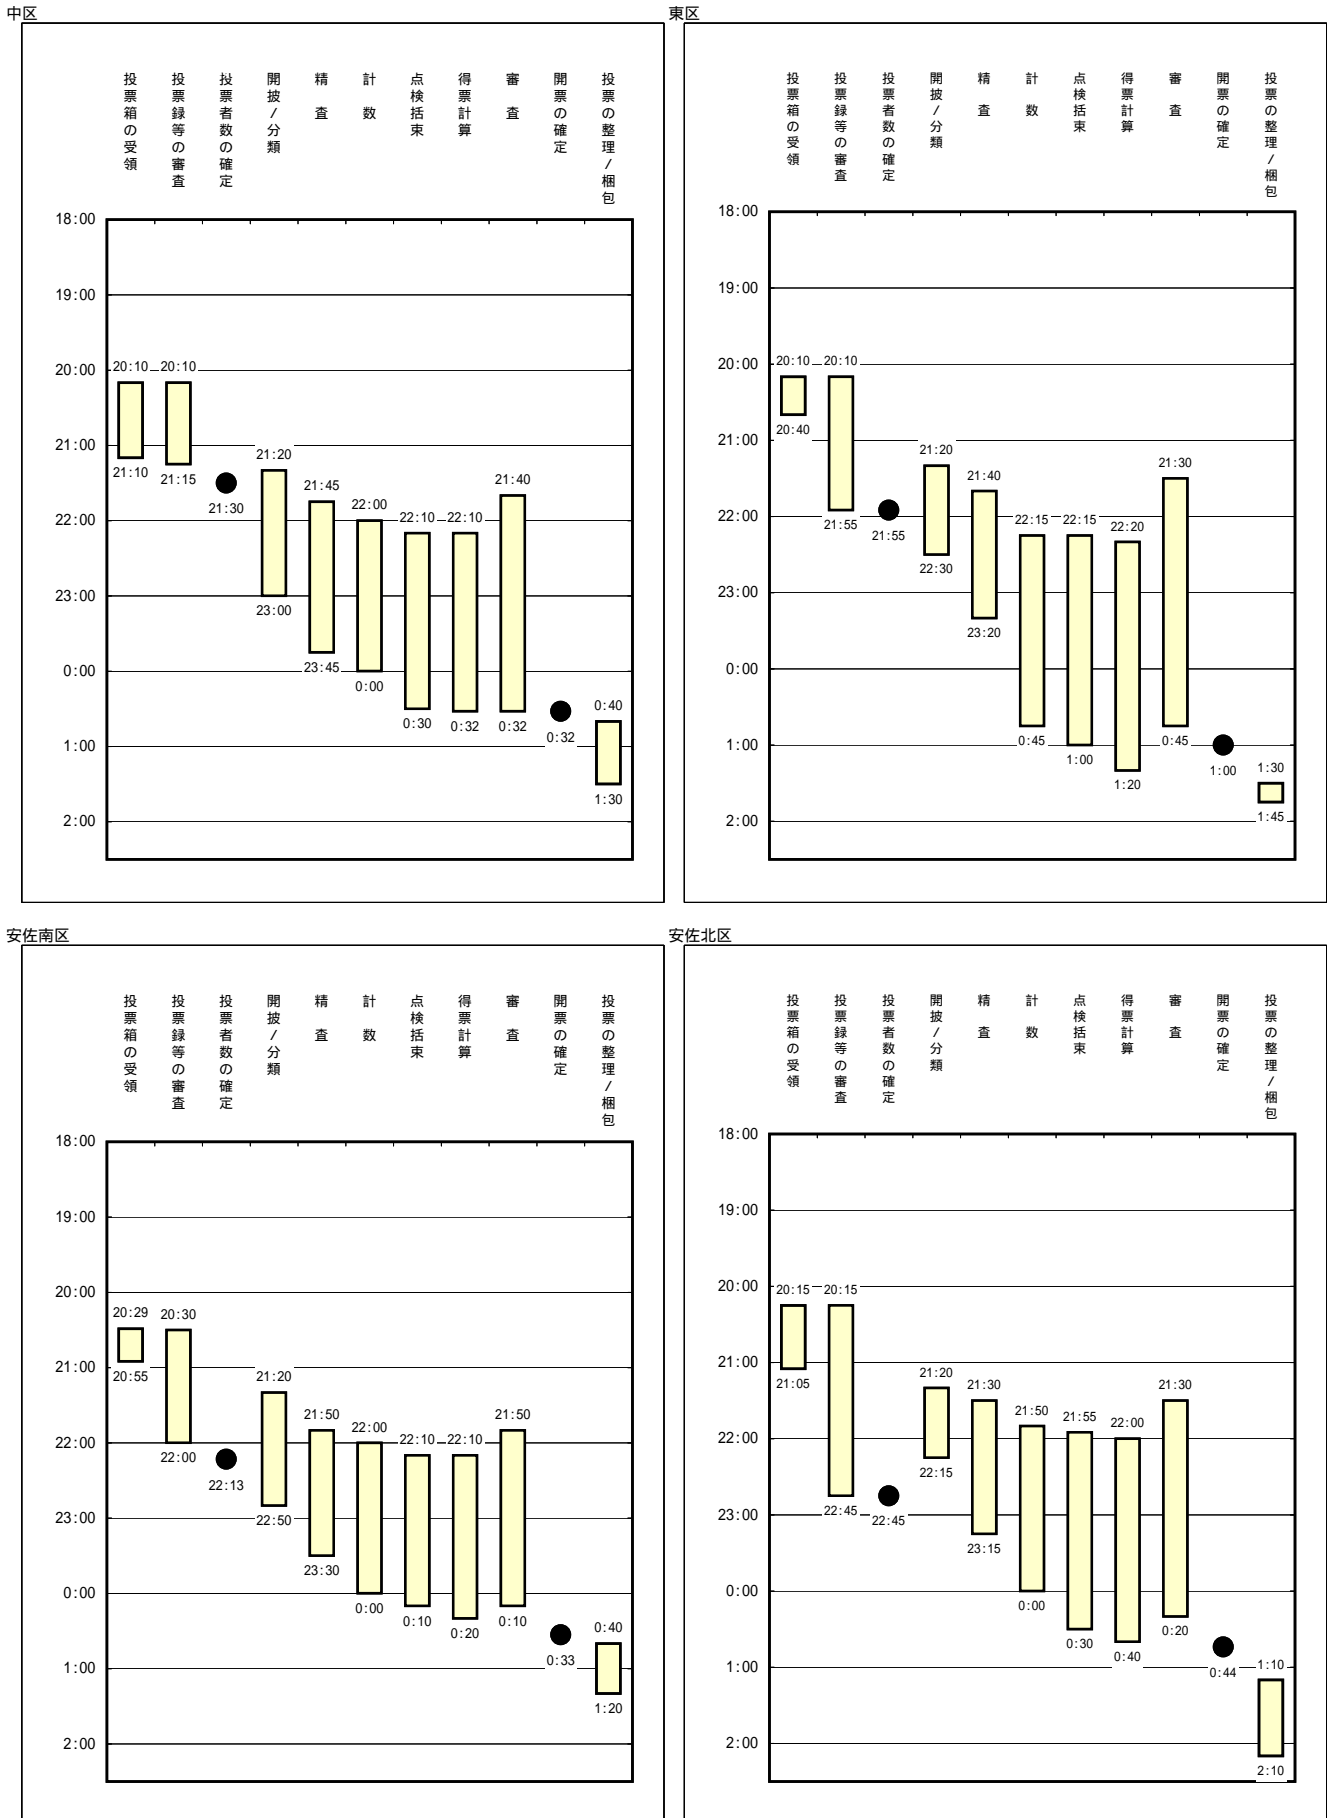 中区
投票箱の受領
投票録等の審査
投票者数の確定
開披/分類
精査
計数
点検括束
得票計算
審査
開票の確定
投票の整理/梱包
18:00
19:00
20:00
21:00
22:00
23:00
0:00
1:00
2:00
20:10
21:10
20:10
21:15
21:30
21:20
23:00
21:45
23:45
22:00
0:00
22:10
0:30
22:10
0:32
21:40
0:32
0:32
0:40
1:30
東区
投票箱の受領
投票録等の審査
投票者数の確定
開披/分類
精査
計数
点検括束
得票計算
審査
開票の確定
投票の整理/梱包
18:00
19:00
20:00
21:00
22:00
23:00
0:00
1:00
2:00
20:10
20:40
20:10
21:55
21:55
21:20
22:30
21:40
23:20
22:15
0:45
22:15
1:00
22:20
1:20
21:30
0:45
1:00
1:30
1:45
安佐南区
投票箱の受領
投票録等の審査
投票者数の確定
開披/分類
精査
計数
点検括束
得票計算
審査
開票の確定
投票の整理/梱包
18:00
19:00
20:00
21:00
22:00
23:00
0:00
1:00
2:00
20:29
20:55
20:30
22:00
22:13
21:20
22:50
21:50
23:30
22:00
0:00
22:10
0:10
22:10
0:20
21:50
0:10
0:33
0:40
1:20
安佐北区
投票箱の受領
投票録等の審査
投票者数の確定
開披/分類
精査
計数
点検括束
得票計算
審査
開票の確定
投票の整理/梱包
18:00
19:00
20:00
21:00
22:00
23:00
0:00
1:00
2:00
20:15
21:05
20:15
22:45
22:45
21:20
22:15
21:30
23:15
21:50
0:00
21:55
0:30
22:00
0:40
21:30
0:20
0:44
1:10
2:10